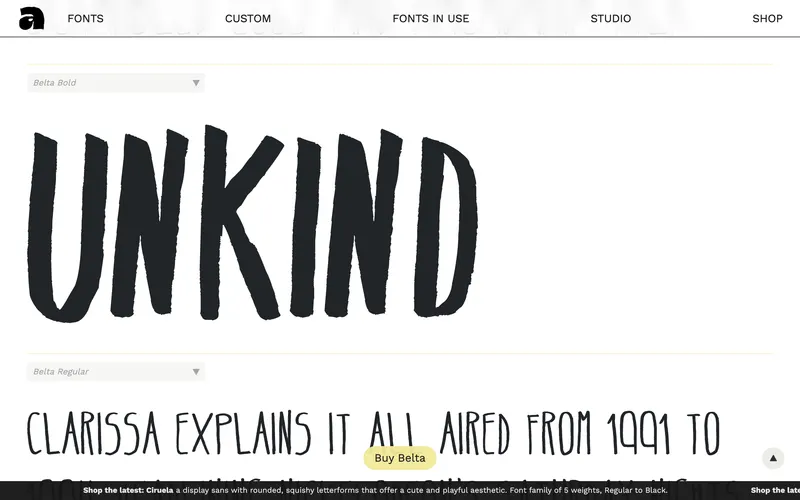 a FONTS CUSTOM FONTS IN USE STUDIO SHOP
Belta Bold
UNKIND
Belta Regular
CLARISSA EXPLAINS IT ALL AIRED FROM 1991 TO
Buy Belta
Shop the latest: Ciruela a display sans with rounded, squishy letterforms that offer a cute and playful aesthetic. Font family of 5 weights, Regular to Black. Shop the late